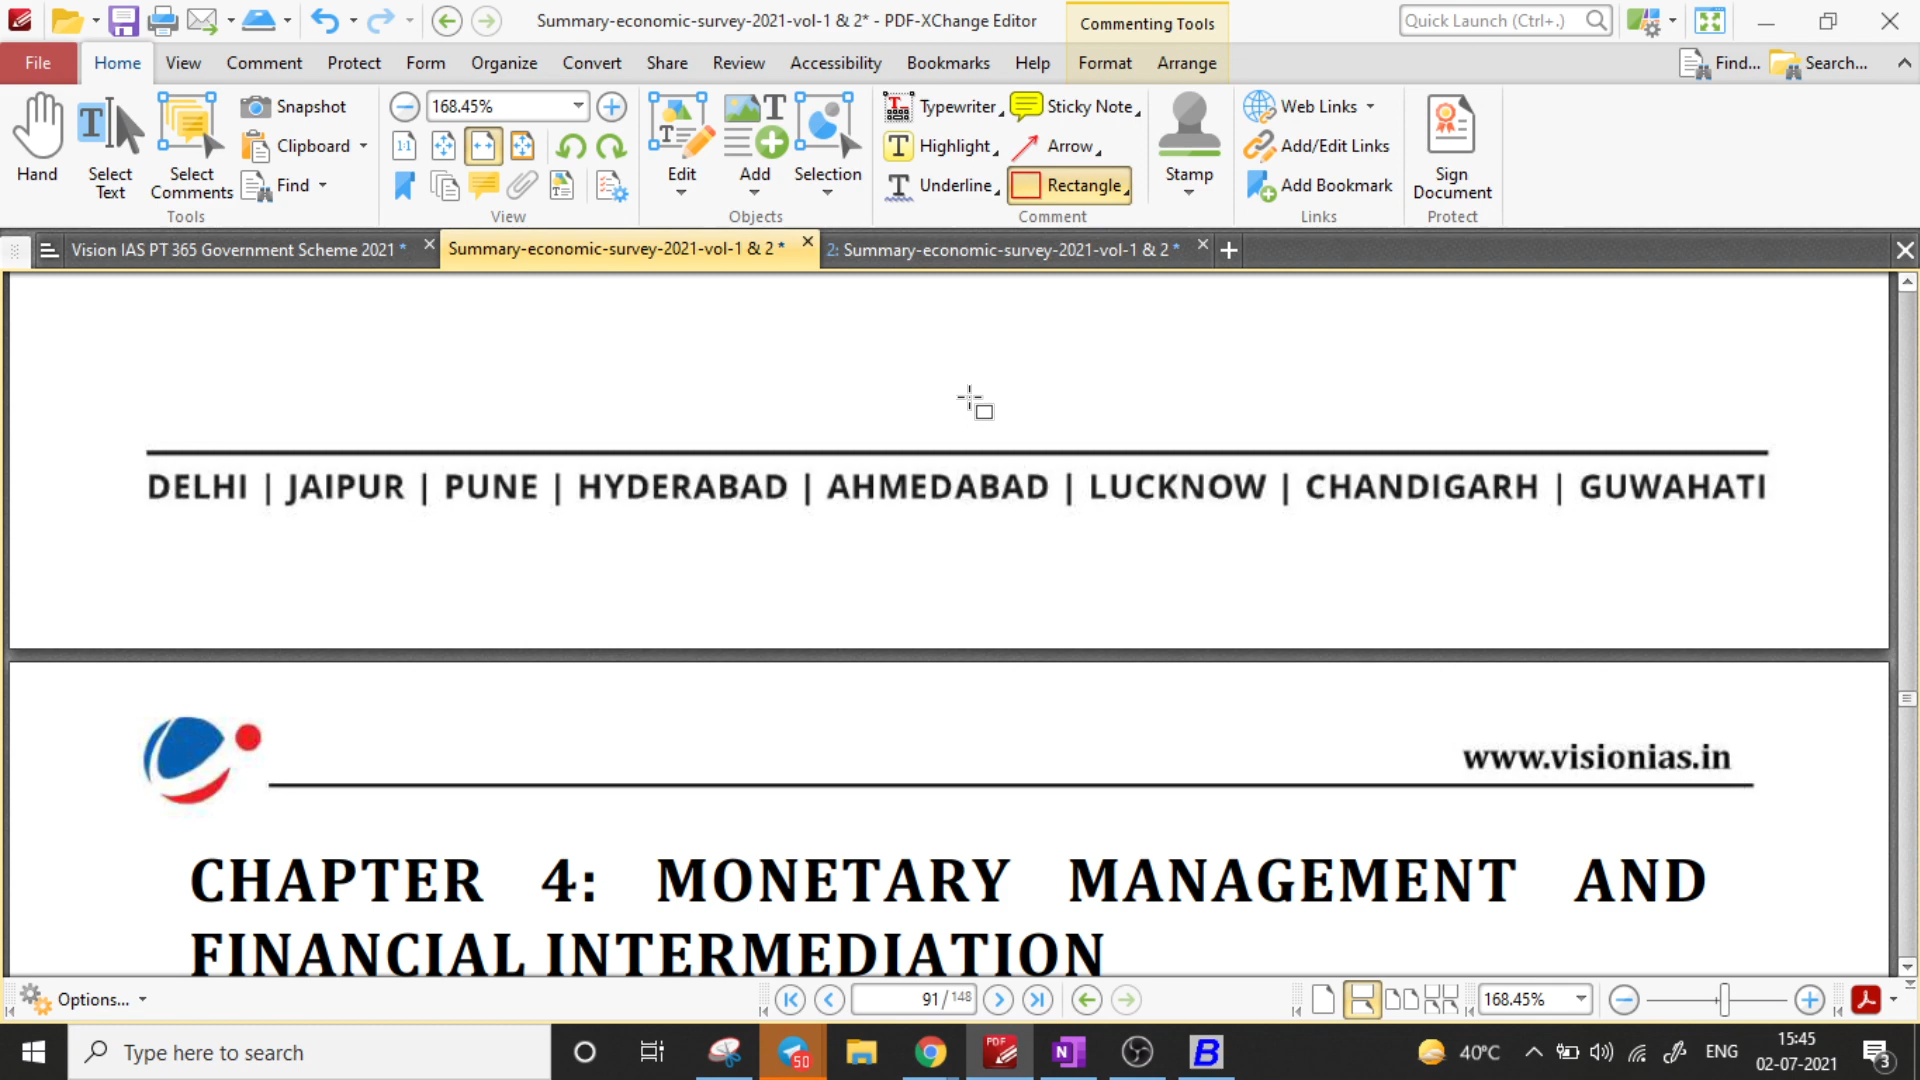 Summary-economic-survey-2021-vol-1 & 2* - PDF-XChange Editor
Commenting Tools
Quick Launch (Ctrl+.)
File Home View Comment Protect Form Organize Convert Share Review Accessibility Bookmarks Help Format Arrange Find... Search...
Hand
Select Text
Select Comments
Snapshot
Clipboard
Find
Tools
168.45%
1:1
View
Edit
Add
Selection
Objects
Typewriter
Highlight
Underline
Sticky Note
Arrow
Rectangle
Stamp
Comment
Web Links
Add/Edit Links
Add Bookmark
Links
Sign Document
Protect
Vision IAS PT 365 Government Scheme 2021 *
Summary-economic-survey-2021-vol-1 & 2 *
2: Summary-economic-survey-2021-vol-1 & 2 *
DELHI | JAIPUR | PUNE | HYDERABAD | AHMEDABAD | LUCKNOW | CHANDIGARH | GUWAHATI
www.visionias.in
CHAPTER 4: MONETARY MANAGEMENT AND
FINANCIAL INTERMEDIATION
Options...
91 / 148
168.45%
Type here to search
50
PDF
N
B
40°C
ENG
15:45
02-07-2021
3